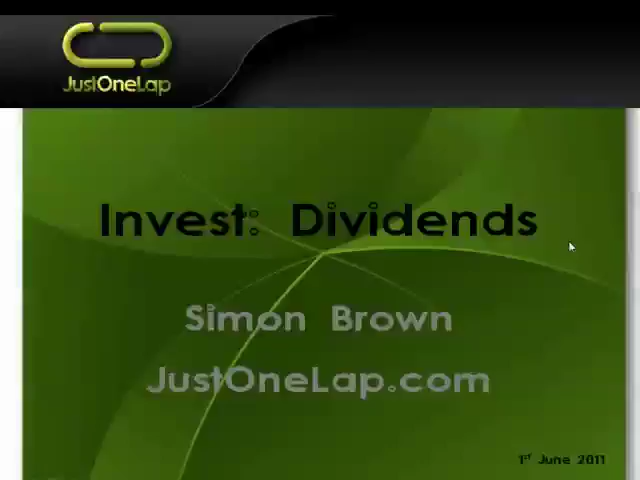 JustOneLap
Invest: Dividends
Simon Brown
JustOneLap.com
1st June 2011